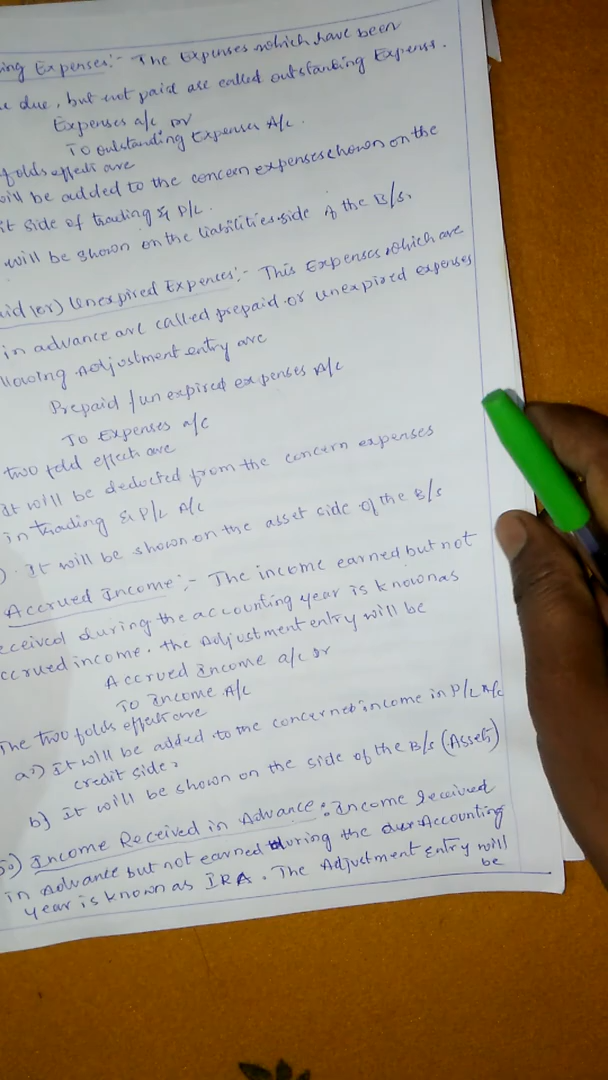 ing Expenses:- The Expenses which have been
e due, but not paid are called outstanding Expense.
Expenses a/c or
To outstanding Expenses A/c.
folds effects are
will be added to the concern expenses shown on the
it side of trading & P/L.
will be shown on the liabilities side of the B/s.
aid (or) Unexpired Expences:- This Expenses which are
in advance are called prepaid or unexpired expenses
llowing Adjustment entry are
Prepaid / unexpired expenses A/c
To Expenses a/c
two fold effect are
It will be deducted from the concern expenses
in trading & P/L A/c
). It will be shown on the asset side of the B/s
Accrued Income:- The income earned but not
eceived during the accounting year is known as
ccrued income. the Adjustment entry will be
Accrued income a/c or
To income A/c
The two folds effect are
a.) It will be added to the concerned income in P/L A/c
credit side.
b) It will be shown on the side of the B/s (Assets)
5.) Income Received in Advance: Income received
in Advance but not earned during the Accounting
year is known as IRA. The Adjustment Entry will
be